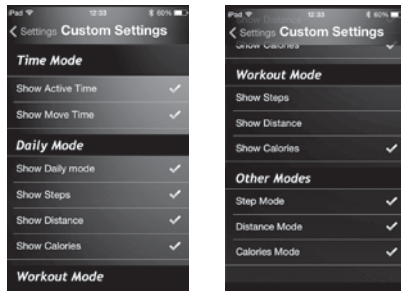 iPad 12:33 60%
Settings Custom Settings
Time Mode
Show Active Time
Show Move Time
Daily Mode
Show Daily mode
Show Steps
Show Distance
Show Calories
Workout Mode
iPad 12:33 60%
Show Distance
Settings Custom Settings
Show Calories
Workout Mode
Show Steps
Show Distance
Show Calories
Other Modes
Step Mode
Distance Mode
Calories Mode